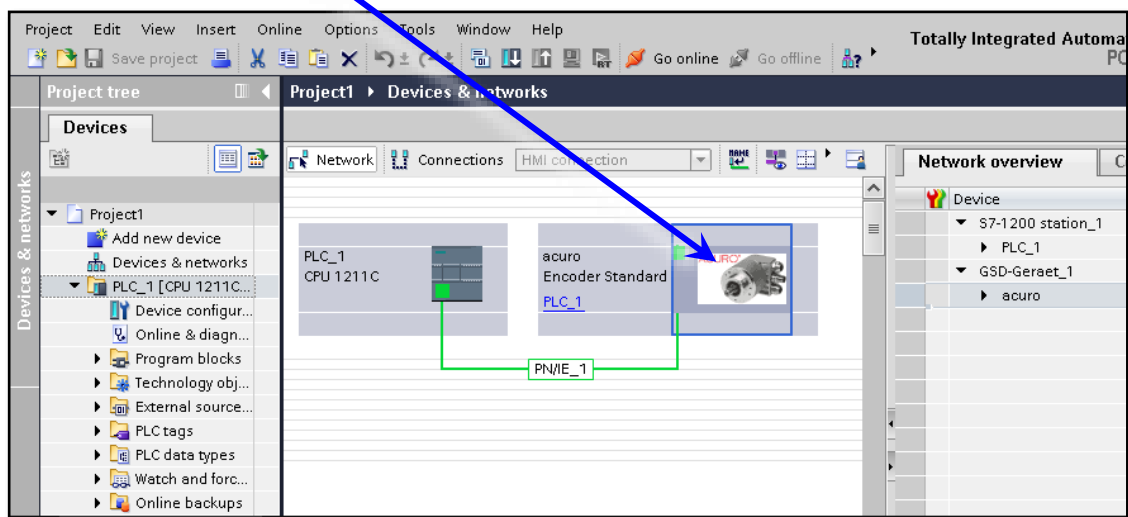 Project Edit View Insert Online Options Tools Window Help
Totally Integrated Automa
PO
Save project Go online Go offline
Project tree
Project1 Devices & networks
Devices
Network Connections HMI connection
Network overview
Devices & networks
Device
Project1
Add new device
Devices & networks
PLC_1 [CPU 1211C...
Device configur...
Online & diagn...
Program blocks
Technology obj...
External source...
PLC tags
PLC data types
Watch and forc...
Online backups
PLC_1
CPU 1211C
acuro
Encoder Standard
PLC_1
PN/IE_1
S7-1200 station_1
PLC_1
GSD-Geraet_1
acuro